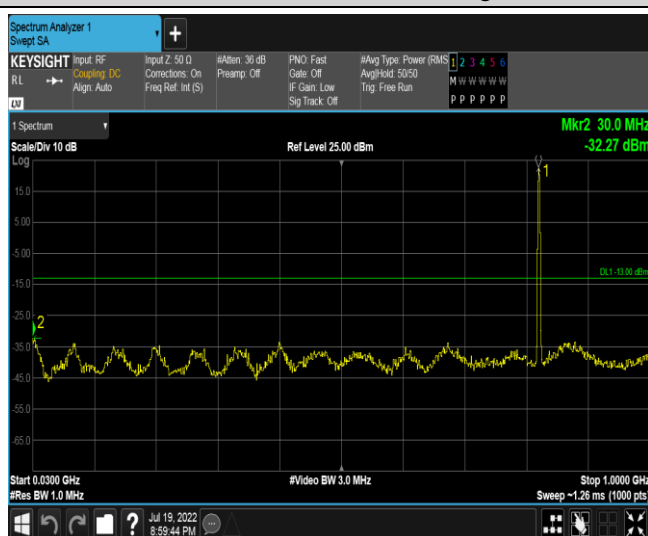 Spectrum Analyzer 1
Swept SA
+
KEYSIGHT
RL
Input: RF
Coupling: DC
Align: Auto
Input Z: 50 Ω
Corrections: On
Freq Ref: Int (S)
#Atten: 36 dB
Preamp: Off
PNO: Fast
Gate: Off
IF Gain: Low
Sig Track: Off
#Avg Type: Power (RMS
Avg|Hold: 50/50
Trig: Free Run
1 2 3 4 5 6
M W W W W W
P P P P P P
1 Spectrum
Scale/Div 10 dB
Ref Level 25.00 dBm
Mkr2 30.0 MHz
-32.27 dBm
Log
1
15.0
5.00
-5.00
DL1 -13.00 dBm
-15.0
-25.0
2
-35.0
-45.0
-55.0
-65.0
Start 0.0300 GHz
#Res BW 1.0 MHz
#Video BW 3.0 MHz
Stop 1.0000 GHz
Sweep ~1.26 ms (1000 pts)
?
Jul 19, 2022
8:59:44 PM